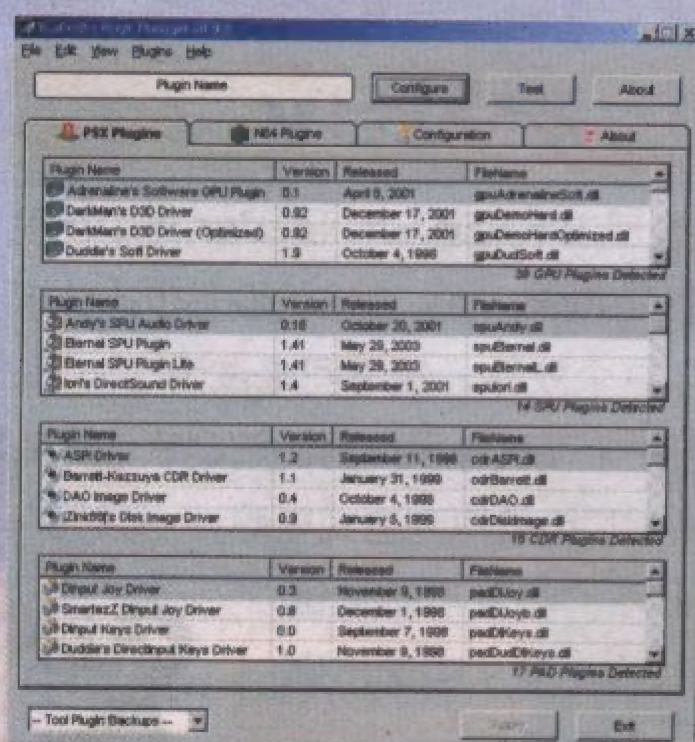 File Edit View Plugins Help
Plugin Name Configure Test About
PSX Plugins N64 Plugins Configuration About
Plugin Name Version Released FileName
Adrenaline's Software GPU Plugin 0.1 April 8, 2001 gpuAdrenalineSoft.dll
DarkMan's D3D Driver 0.92 December 17, 2001 gpuDemoHard.dll
DarkMan's D3D Driver (Optimized) 0.92 December 17, 2001 gpuDemoHardOptimized.dll
Duddie's Soft Driver 1.9 October 4, 1998 gpuDudSoft.dll
GPU Plugins Detected
Plugin Name Version Released FileName
Andy's SPU Audio Driver 0.16 October 20, 2001 spuAndy.dll
Eternal SPU Plugin 1.41 May 29, 2003 spuEternal.dll
Eternal SPU Plugin Lite 1.41 May 29, 2003 spuEternalL.dll
Iori's DirectSound Driver 1.4 September 1, 2001 spuIori.dll
14 SPU Plugins Detected
Plugin Name Version Released FileName
ASPI Driver 1.2 September 11, 1998 cdrASPI.dll
Barrett-Kazzuya CDR Driver 1.1 January 31, 1999 cdrBarrett.dll
DAO Image Driver 0.4 October 4, 1998 cdrDAO.dll
Disk Image Driver 0.9 January 5, 1999 cdrDiskImage.dll
CDR Plugins Detected
Plugin Name Version Released FileName
DInput Joy Driver 0.3 November 9, 1998 padDIJoy.dll
SmartezZ DInput Joy Driver 0.8 December 1, 1998 padDIJoyb.dll
DInput Keys Driver 0.0 September 7, 1998 padDIKeys.dll
Duddie's DirectInput Keys Driver 1.0 November 8, 1998 padDudDIKeys.dll
17 PAD Plugins Detected
-- Tool Plugin Backups -- Exit